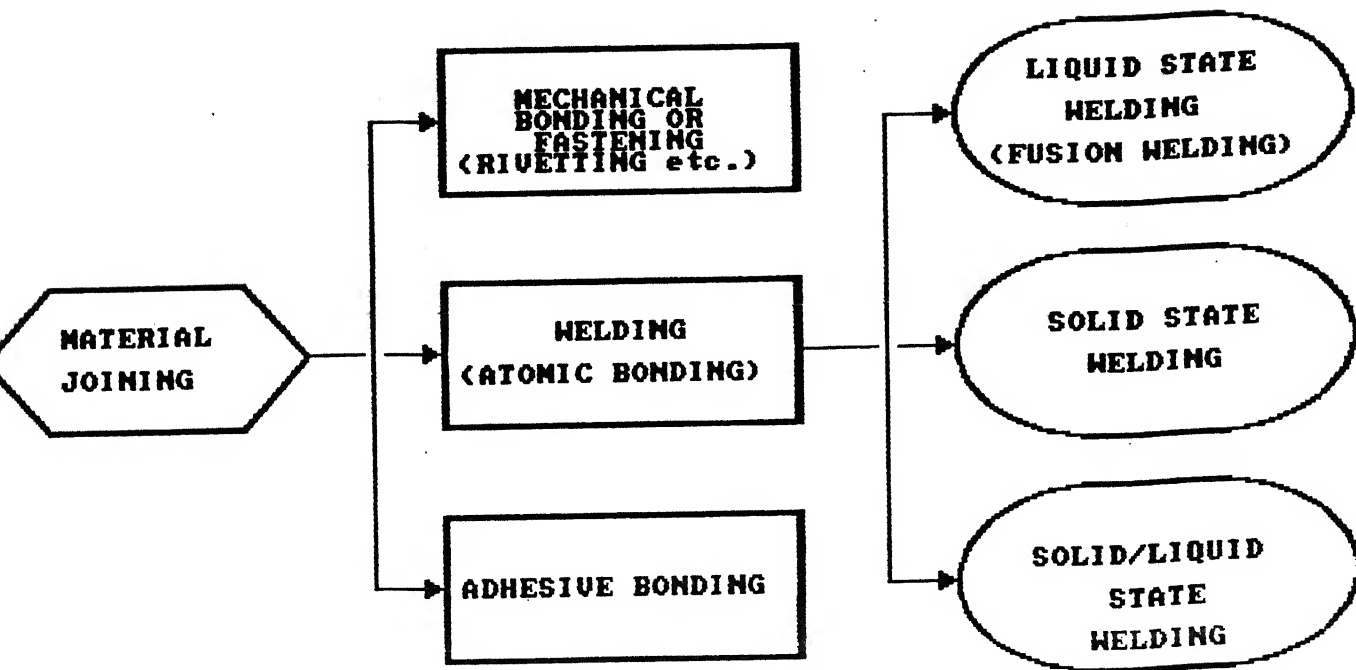 MATERIAL
JOINING
MECHANICAL
BONDING OR
FASTENING
(RIVETTING etc.)
WELDING
(ATOMIC BONDING)
ADHESIVE BONDING
LIQUID STATE
WELDING
(FUSION WELDING)
SOLID STATE
WELDING
SOLID/LIQUID
STATE
WELDING